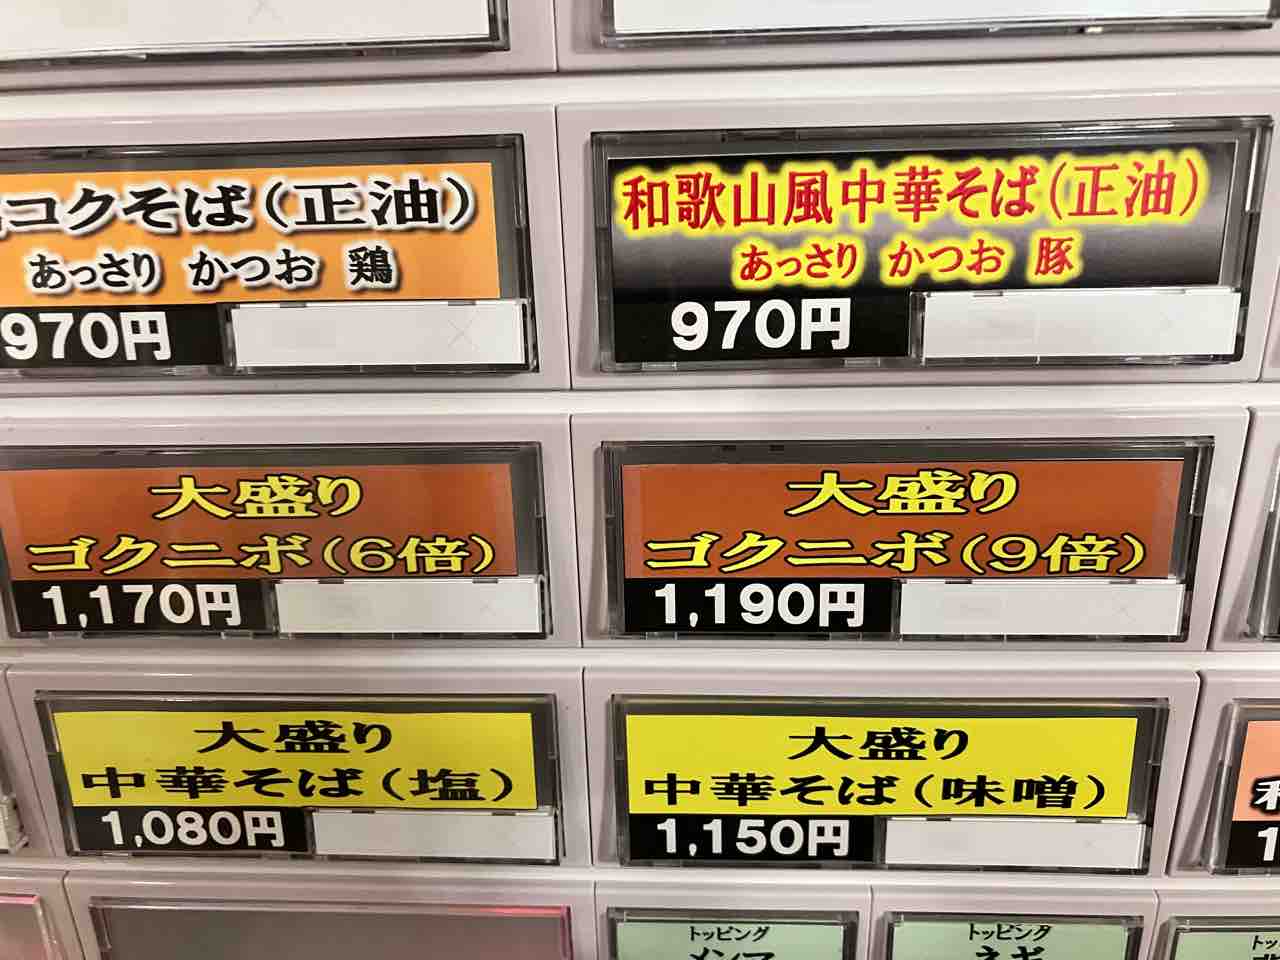 コクそば(正油)
あっさり かつお 鶏
970円
和歌山風中華そば(正油)
あっさり かつお 豚
970円
大盛り
ゴクニボ(6倍)
1,170円
大盛り
ゴクニボ(9倍)
1,190円
大盛り
中華そば(塩)
1,080円
大盛り
中華そば(味噌)
1,150円
トッピング
メンマ
トッピング
ネギ